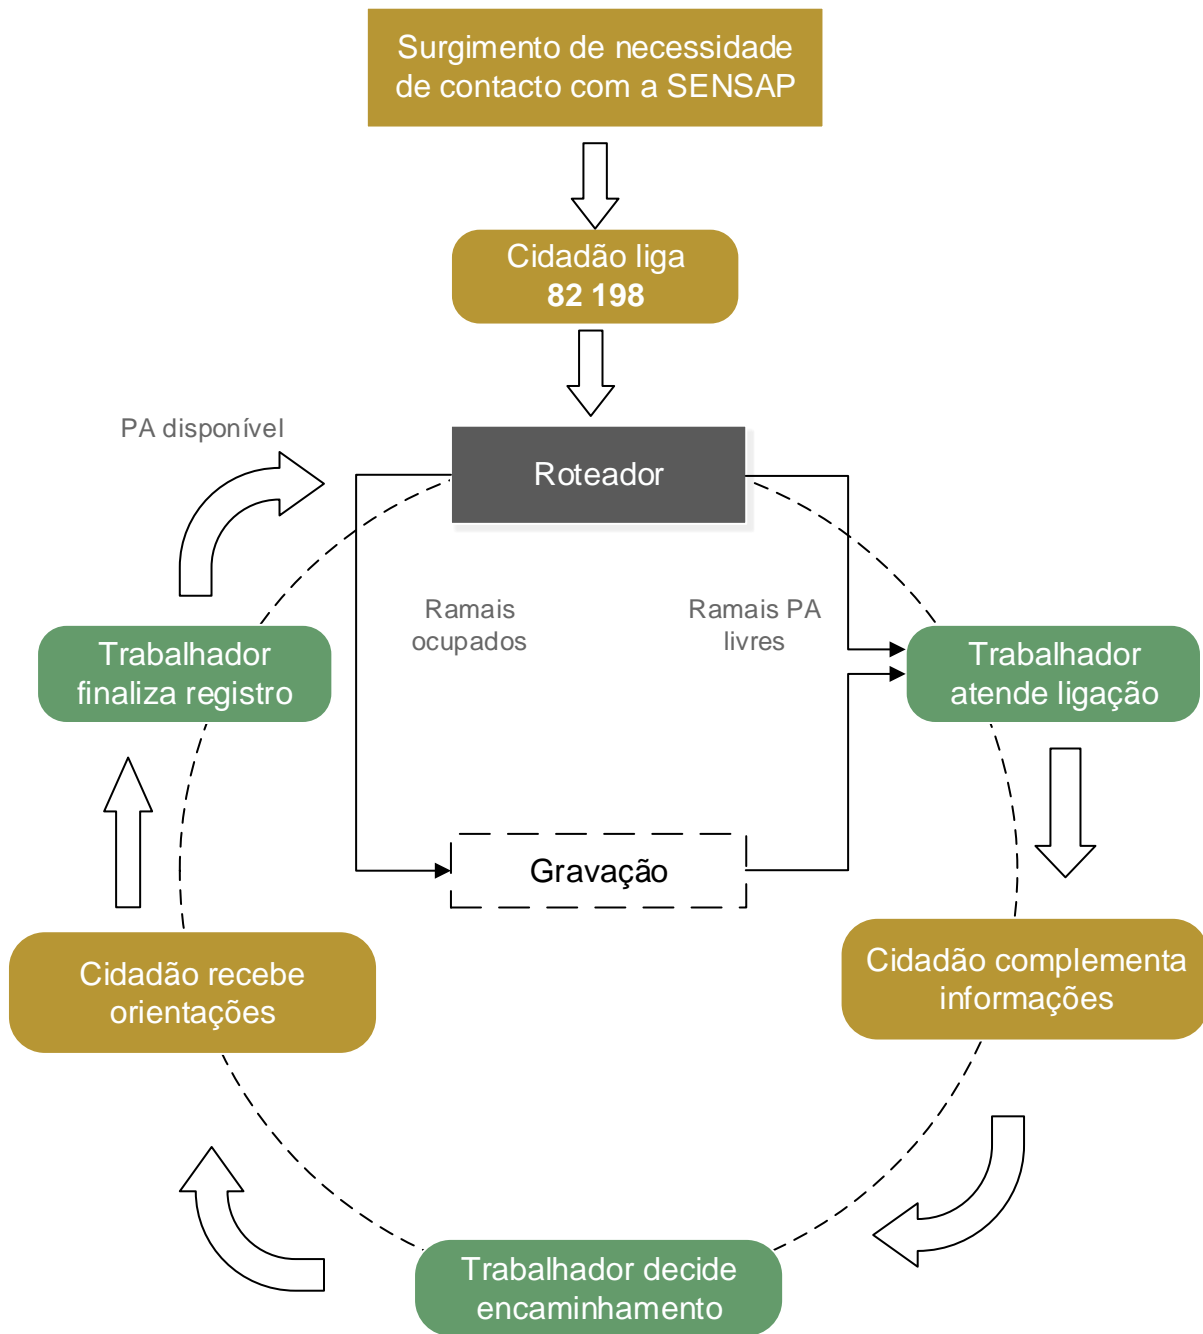 Surgimento de necessidade
de contacto com a SENSAP
Cidadão liga
82 198
PA disponível
Roteador
Ramais
ocupados
Ramais PA
livres
Trabalhador
finaliza registro
Trabalhador
atende ligação
Gravação
Cidadão recebe
orientações
Cidadão complementa
informações
Trabalhador decide
encaminhamento